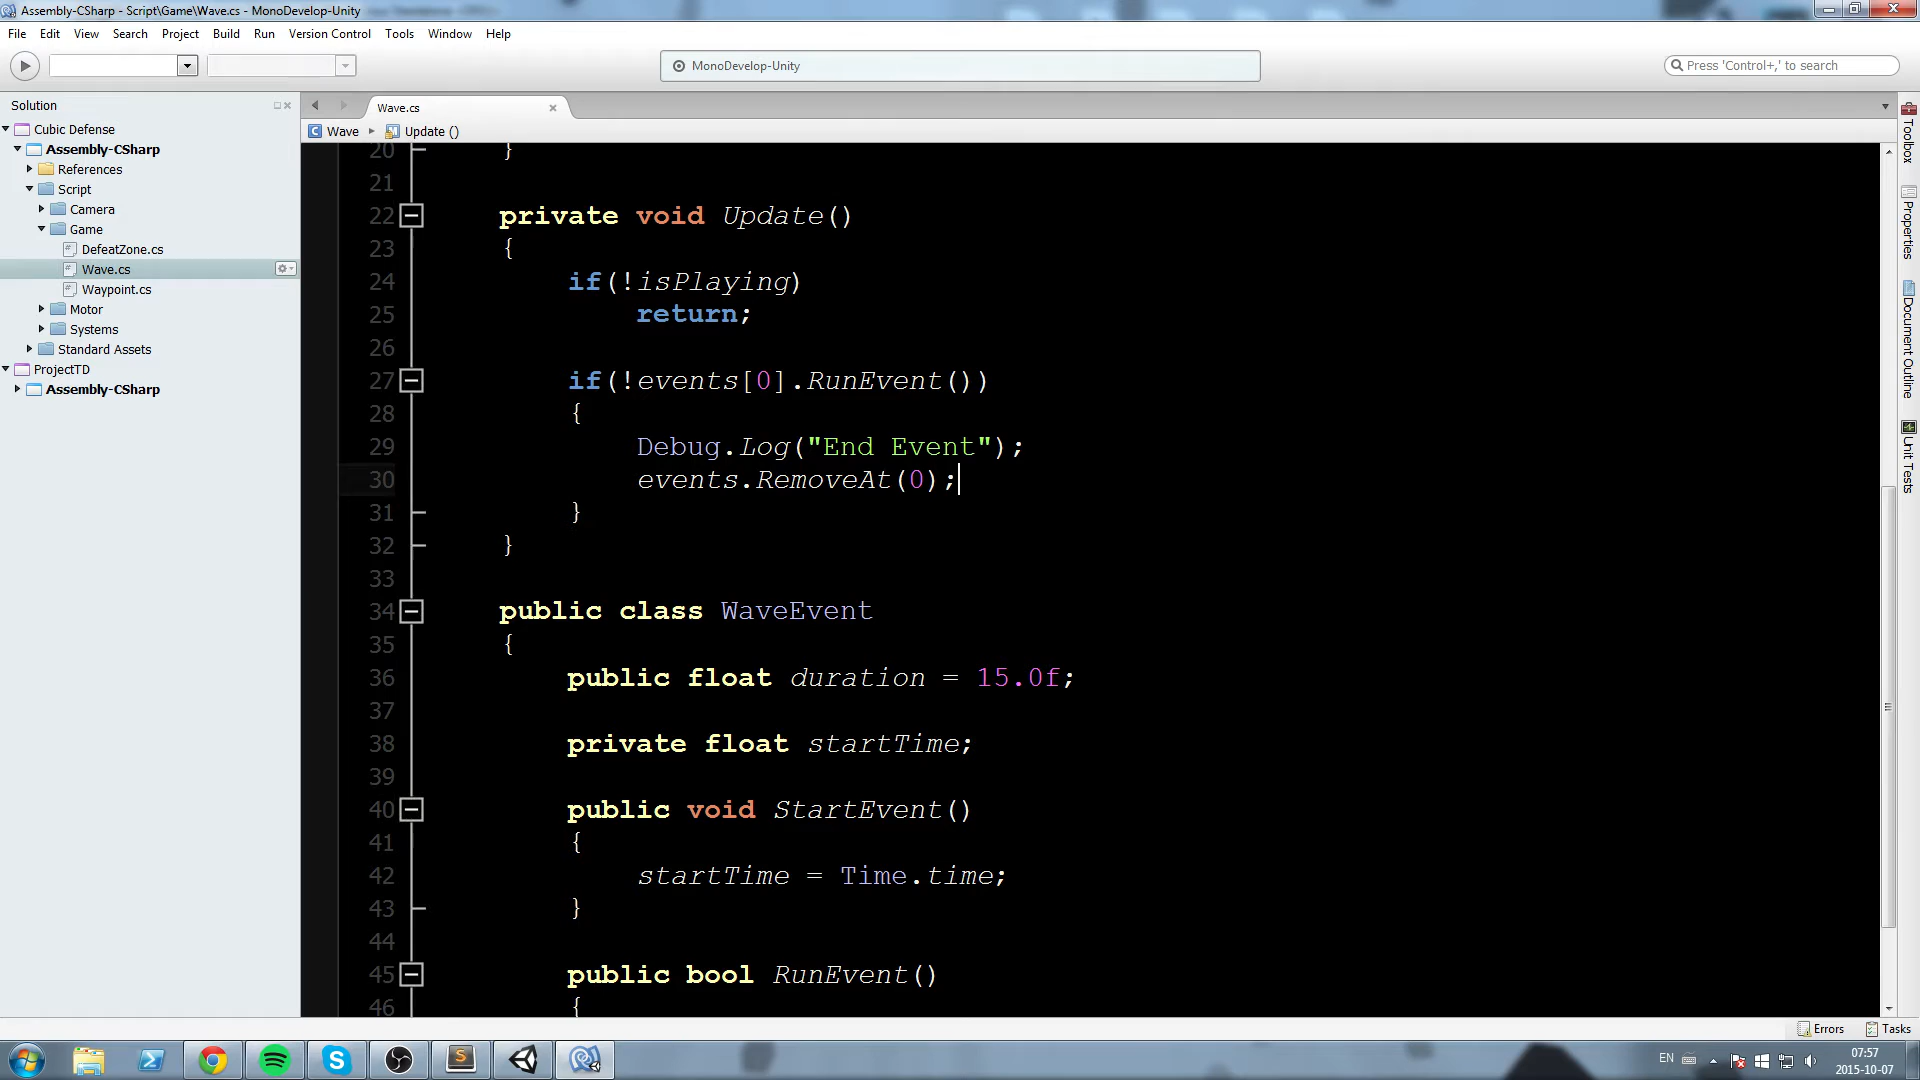 Assembly-CSharp - Script\Game\Wave.cs - MonoDevelop-Unity
File Edit View Search Project Build Run Version Control Tools Window Help
MonoDevelop-Unity
Press 'Control+,' to search
Solution
Cubic Defense
Assembly-CSharp
References
Script
Camera
Game
DefeatZone.cs
Wave.cs
Waypoint.cs
Motor
Systems
Standard Assets
ProjectTD
Assembly-CSharp
Wave.cs
Wave Update ()
20 }
21
22 private void Update()
23 {
24 if(!isPlaying)
25 return;
26
27 if(!events[0].RunEvent())
28 {
29 Debug.Log("End Event");
30 events.RemoveAt(0);
31 }
32 }
33
34 public class WaveEvent
35 {
36 public float duration = 15.0f;
37
38 private float startTime;
39
40 public void StartEvent()
41 {
42 startTime = Time.time;
43 }
44
45 public bool RunEvent()
46 {
Toolbox
Properties
Document Outline
Unit Tests
Errors Tasks
EN
07:57
2015-10-07